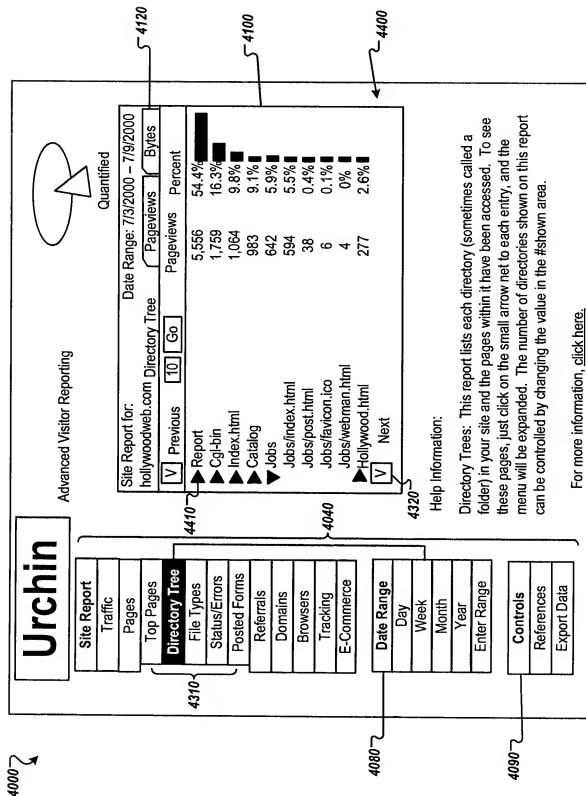 4000
Urchin
Advanced Visitor Reporting
Quantified
Site Report
Traffic
Pages
Top Pages
Directory Tree
File Types
Status/Errors
Posted Forms
Referrals
Domains
Browsers
Tracking
E-Commerce
4310
4040
Date Range
Day
Week
Month
Year
Enter Range
4080
Controls
References
Export Data
4090
Site Report for: Date Range: 7/3/2000 – 7/9/2000
hollywoodweb.com Directory Tree Pageviews Bytes
V Previous 10 Go Pageviews Percent
Report 5,556 54.4%
Cgl-bin 1,759 16.3%
Index.html 1,064 9.8%
Catalog 983 9.1%
Jobs 642 5.9%
Jobs/index.html 594 5.5%
Jobs/post.html 38 0.4%
Jobs/favicon.ico 6 0.1%
Jobs/webman.html 4 0%
Hollywood.html 277 2.6%
V Next
4410
4320
4120
4100
4400
Help Information:
Directory Trees: This report lists each directory (sometimes called a
folder) in your site and the pages within it have been accessed. To see
these pages, just click on the small arrow net to each entry, and the
menu will be expanded. The number of directories shown on this report
can be controlled by changing the value in the #shown area.
For more information, click here.